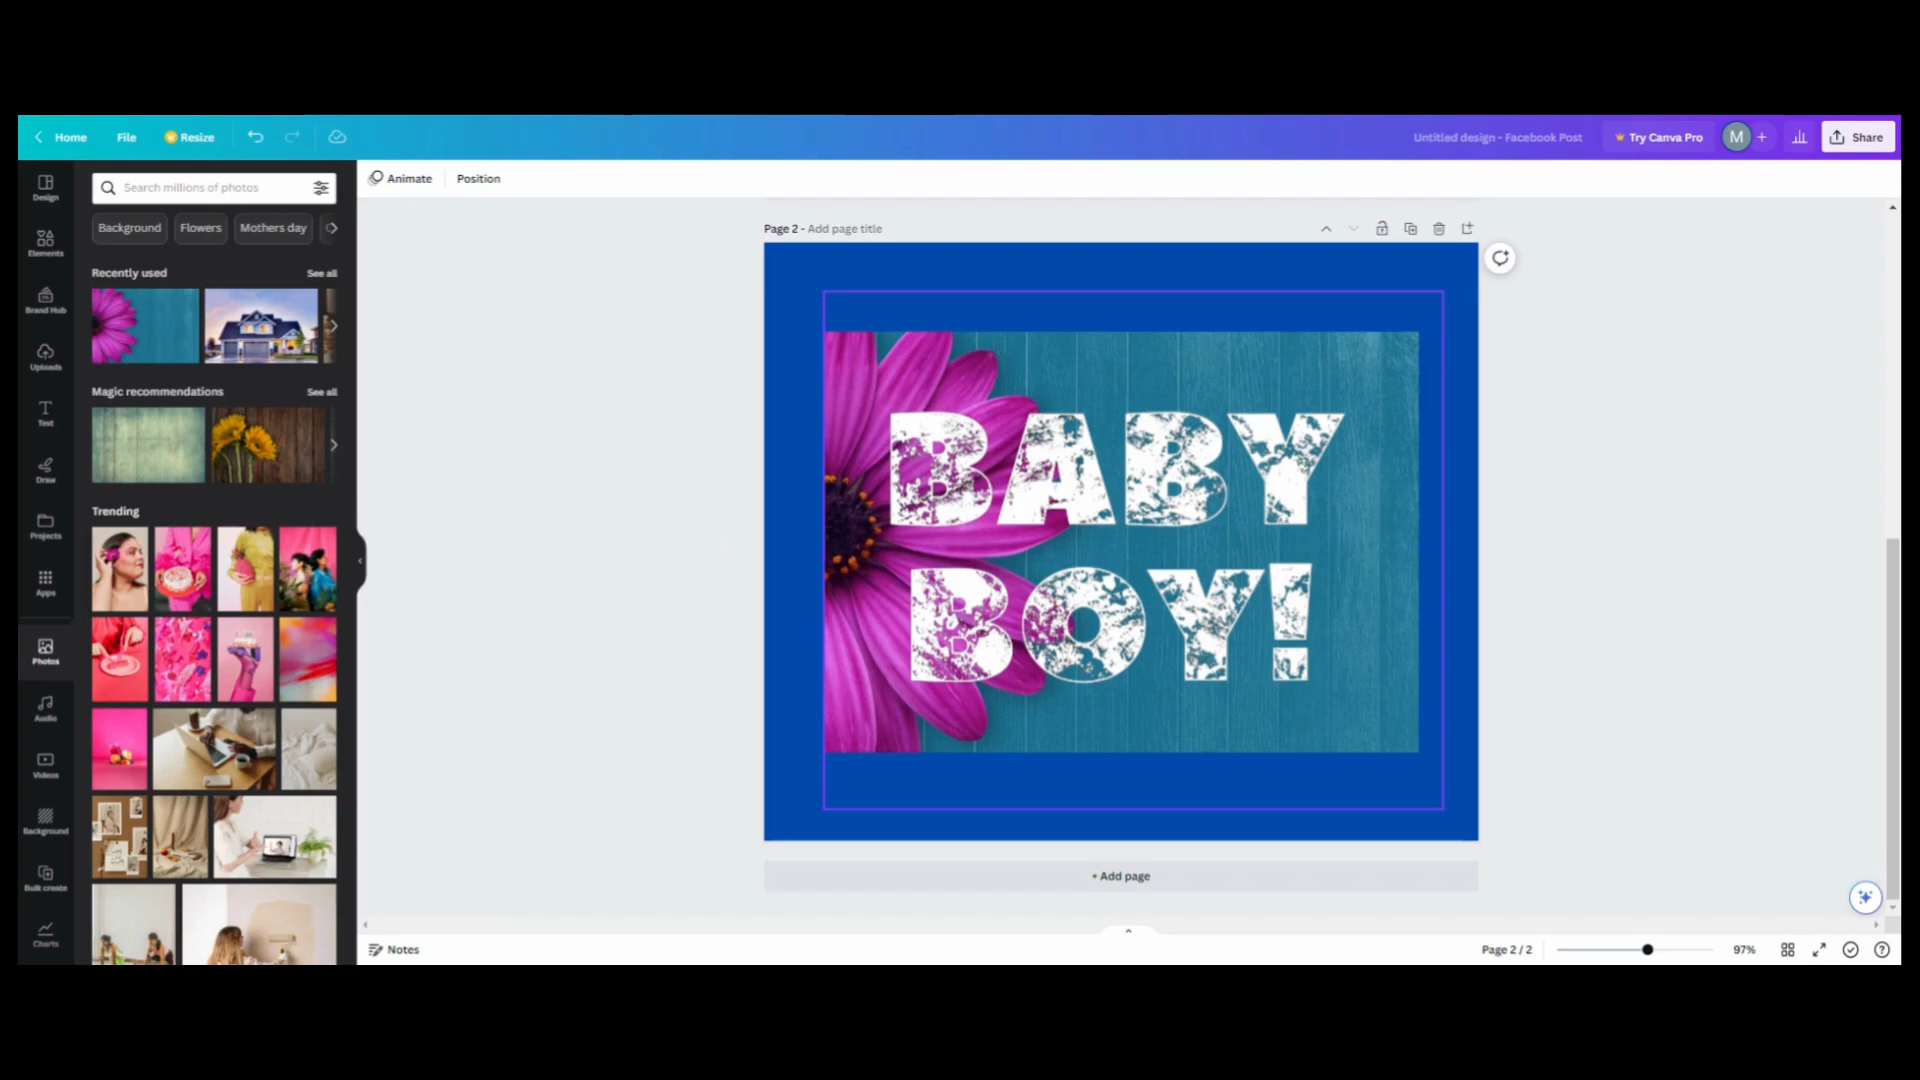 Home File Resize Untitled design - Facebook Post Try Canva Pro M + Share
Design
Elements
Brand Hub
Uploads
Text
Draw
Projects
Apps
Photos
Audio
Videos
Background
Bulk create
Charts
Search millions of photos
Background Flowers Mothers day
Recently used See all
Magic recommendations See all
Trending
Animate Position
Page 2 - Add page title
BABY
BOY!
+ Add page
Notes Page 2 / 2 97%